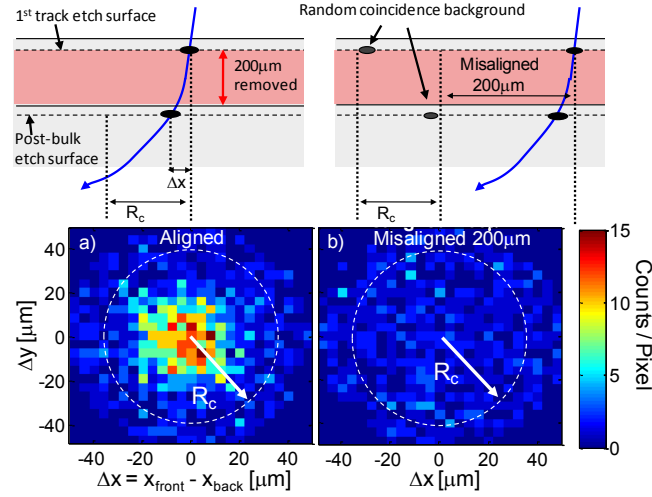 1st track etch surface
200μm
removed
Post-bulk
etch surface
Δx
Rc
Random coincidence background
Misaligned
200μm
Rc
a)
Aligned
Rc
Δy [μm]
40
20
0
-20
-40
-40 -20 0 20 40
Δx = xfront - xback [μm]
b)
Misaligned 200μm
Rc
-40 -20 0 20 40
Δx [μm]
15
10
5
0
Counts / Pixel